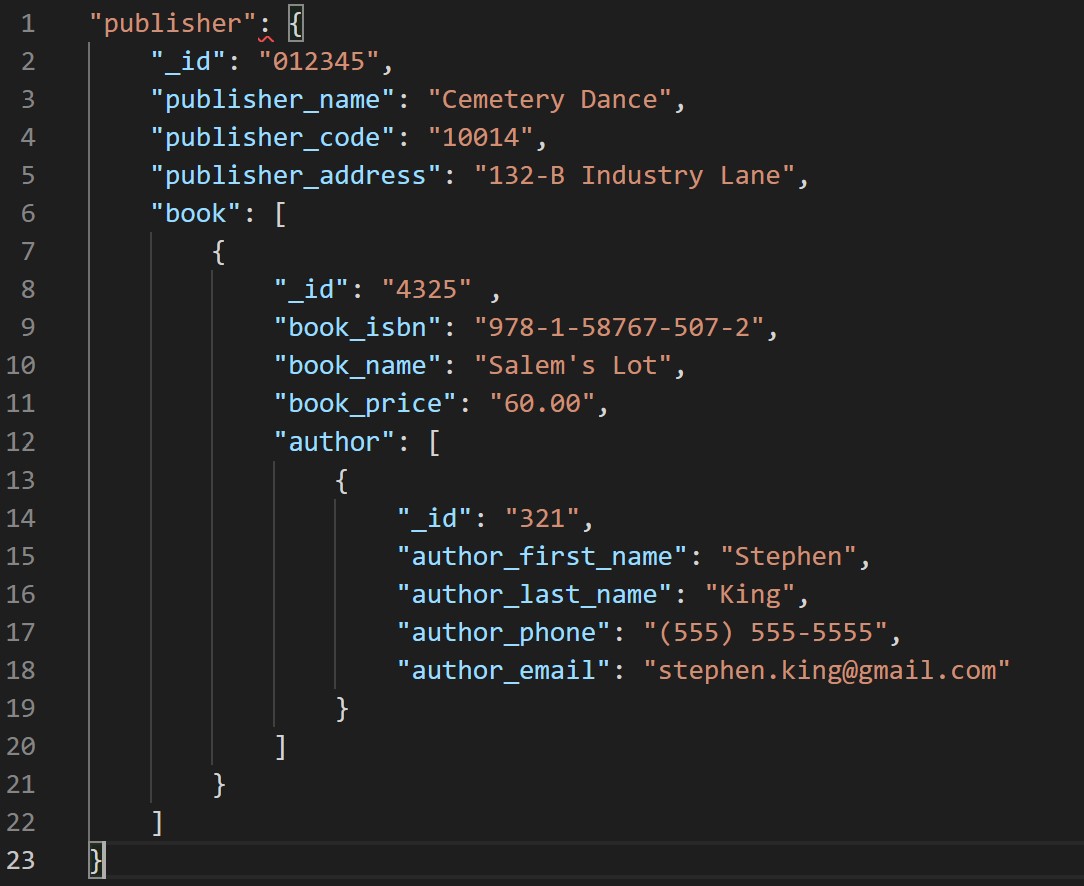 1 "publisher": {
2 "_id": "012345",
3 "publisher_name": "Cemetery Dance",
4 "publisher_code": "10014",
5 "publisher_address": "132-B Industry Lane",
6 "book": [
7 {
8 "_id": "4325" ,
9 "book_isbn": "978-1-58767-507-2",
10 "book_name": "Salem's Lot",
11 "book_price": "60.00",
12 "author": [
13 {
14 "_id": "321",
15 "author_first_name": "Stephen",
16 "author_last_name": "King",
17 "author_phone": "(555) 555-5555",
18 "author_email": "stephen.king@gmail.com"
19 }
20 ]
21 }
22 ]
23 }